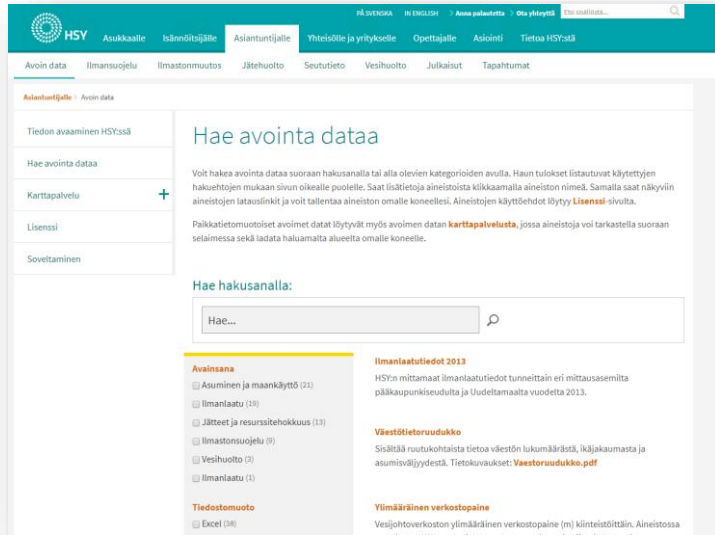 PÅ SVENSKA IN ENGLISH > Anna palautetta > Ota yhteyttä Etsi sisällöistä...
HSY Asukkaalle Isännöitsijälle Asiantuntijalle Yhteisölle ja yritykselle Opettajalle Asiointi Tietoa HSY:stä
Avoin data Ilmansuojelu Ilmastonmuutos Jätehuolto Seututieto Vesihuolto Julkaisut Tapahtumat
Asiantuntijalle > Avoin data
Tiedon avaaminen HSY:ssä
Hae avointa dataa
Karttapalvelu +
Lisenssi
Soveltaminen
Hae avointa dataa
Voit hakea avointa dataa suoraan hakusanalla tai alla olevien kategorioiden avulla. Haun tulokset listautuvat käytettyjen
hakuehtojen mukaan sivun oikealle puolelle. Saat lisätietoja aineistoista klikkaamalla aineiston nimeä. Samalla saat näkyviin
aineistojen latauslinkit ja voit tallentaa aineiston omalle koneellesi. Aineistojen käyttöehdot löytyy Lisenssi-sivulta.
Paikkatietomuotoiset avoimet datat löytyvät myös avoimen datan karttapalvelusta, jossa aineistoja voi tarkastella suoraan
selaimessa sekä ladata haluamalta alueelta omalle koneelle.
Hae hakusanalla:
Hae...
Avainsana
Asuminen ja maankäyttö (21)
Ilmanlaatu (19)
Jätteet ja resurssitehokkuus (13)
Ilmastonsuojelu (9)
Vesihuolto (3)
Ilmanlaatu (1)
Tiedostomuoto
Excel (38)
Ilmanlaatutiedot 2013
HSY:n mittamaat ilmanlaatutiedot tunneittain eri mittausasemilta
pääkaupunkiseudulta ja Uudeltamaalta vuodelta 2013.
Väestötietoruudukko
Sisältää ruutukohtaista tietoa väestön lukumäärästä, ikäjakaumasta ja
asumisväljyydestä. Tietokuvaukset: Vaestoruudukko.pdf
Ylimääräinen verkostopaine
Vesijohtoverkoston ylimääräinen verkostopaine (m) kiinteistöittäin. Aineistossa